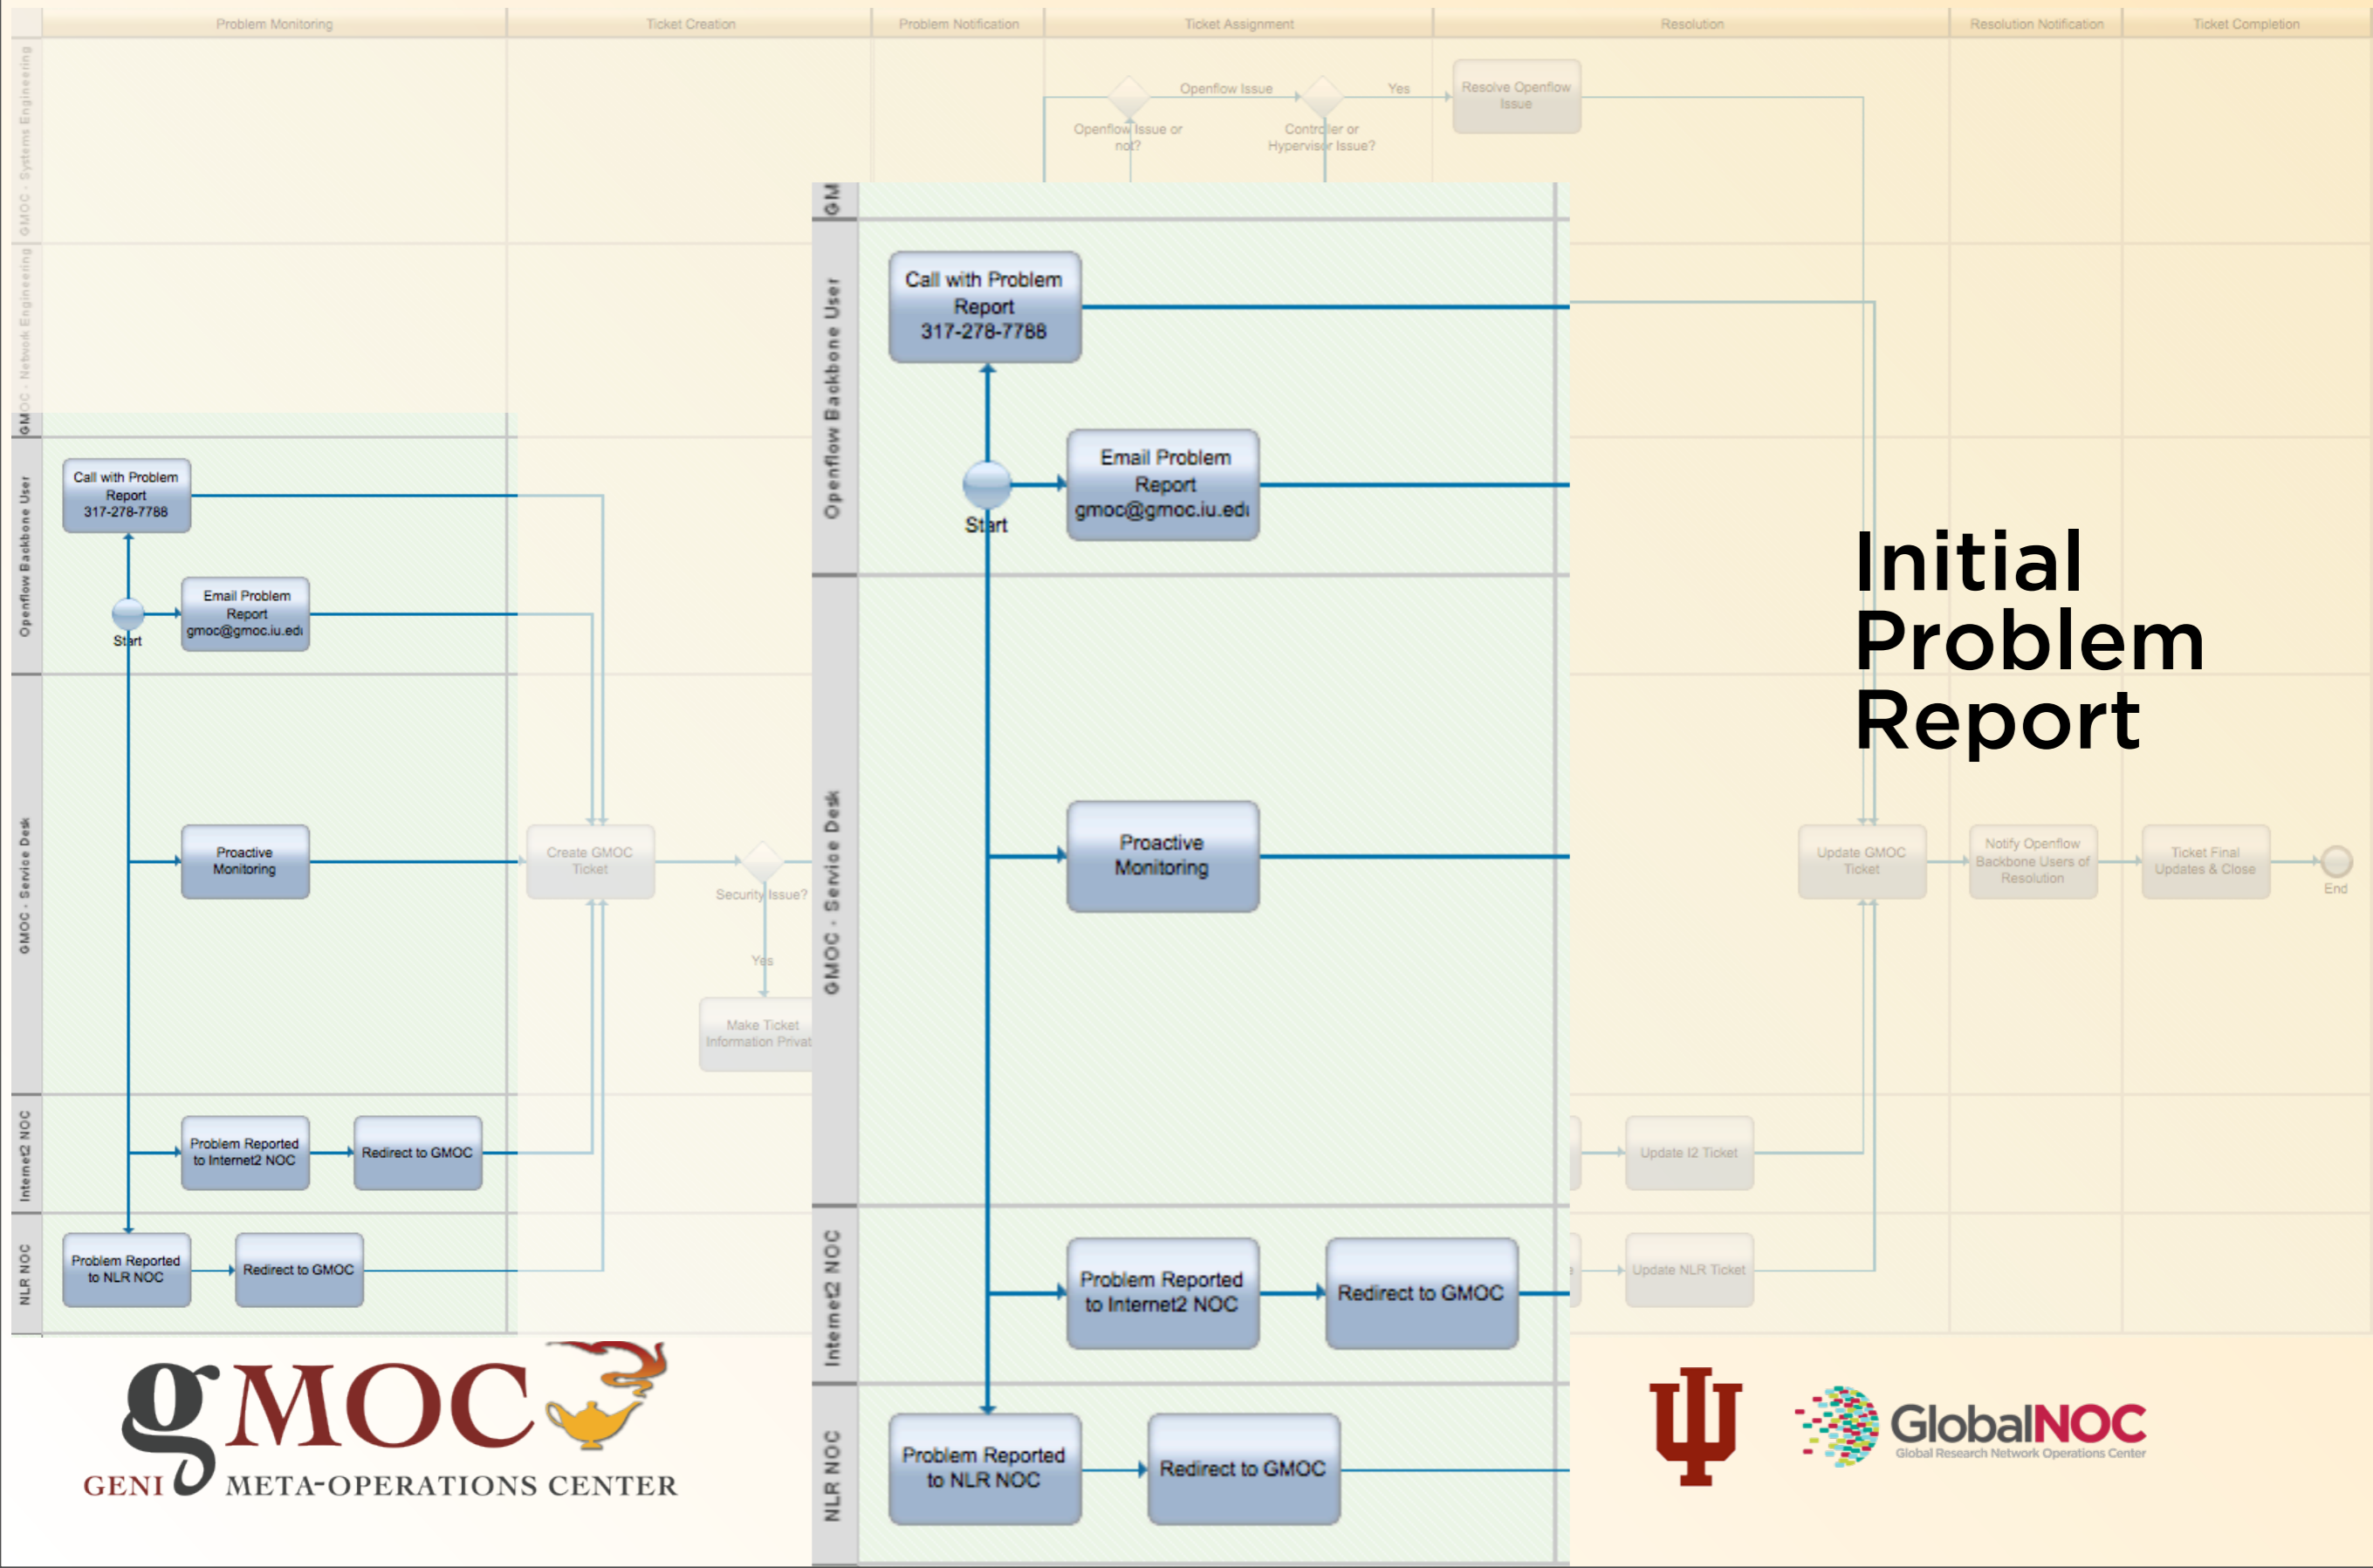 Problem Monitoring
Ticket Creation
Problem Notification
Ticket Assignment
Resolution
Resolution Notification
Ticket Completion
GMOC - Systems Engineering
Openflow Issue or
not?
Openflow Issue
Controller or
Hypervisor Issue?
Yes
Resolve Openflow
Issue
GMOC - Network Engineering
Openflow Backbone User
Call with Problem
Report
317-278-7788
Start
Email Problem
Report
gmoc@gmoc.iu.edu
GMOC - Service Desk
Proactive
Monitoring
Create GMOC
Ticket
Security Issue?
Yes
Make Ticket
Information Privat
Internet2 NOC
Problem Reported
to Internet2 NOC
Redirect to GMOC
NLR NOC
Problem Reported
to NLR NOC
Redirect to GMOC
GM
Openflow Backbone User
Call with Problem
Report
317-278-7788
Start
Email Problem
Report
gmoc@gmoc.iu.edu
GMOC - Service Desk
Proactive
Monitoring
Internet2 NOC
Problem Reported
to Internet2 NOC
Redirect to GMOC
NLR NOC
Problem Reported
to NLR NOC
Redirect to GMOC
Initial
Problem
Report
Update GMOC
Ticket
Notify Openflow
Backbone Users of
Resolution
Ticket Final
Updates & Close
End
Update I2 Ticket
Update NLR Ticket
gMOC
GENI META-OPERATIONS CENTER
GlobalNOC
Global Research Network Operations Center